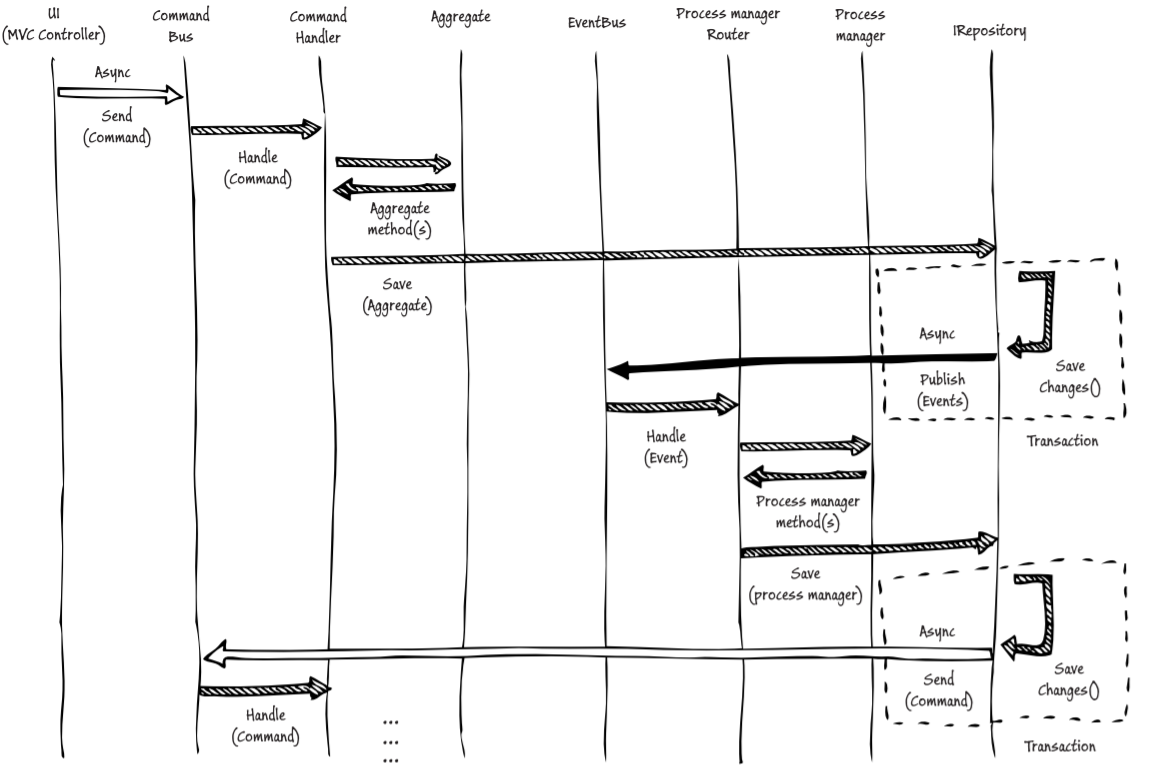 UI
(MVC Controller)
Command
Bus
Command
Handler
Aggregate
EventBus
Process manager
Router
Process
manager
IRepository
Async
Send
(Command)
Handle
(Command)
Aggregate
method(s)
Save
(Aggregate)
Async
Publish
(Events)
Save
Changes()
Transaction
Handle
(Event)
Process manager
method(s)
Save
(process manager)
Async
Send
(Command)
Save
Changes()
Transaction
Handle
(Command)
...
...
...